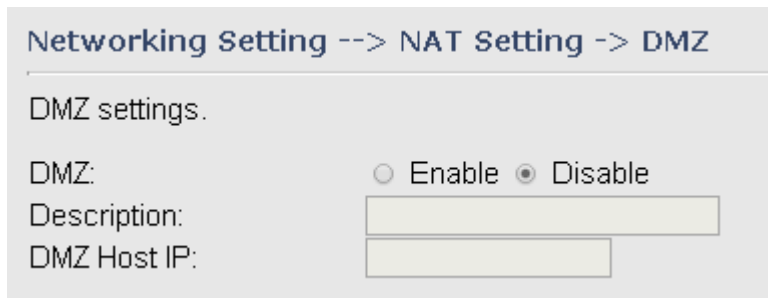 Networking Setting --> NAT Setting -> DMZ
DMZ settings.
DMZ: Enable Disable
Description:
DMZ Host IP: